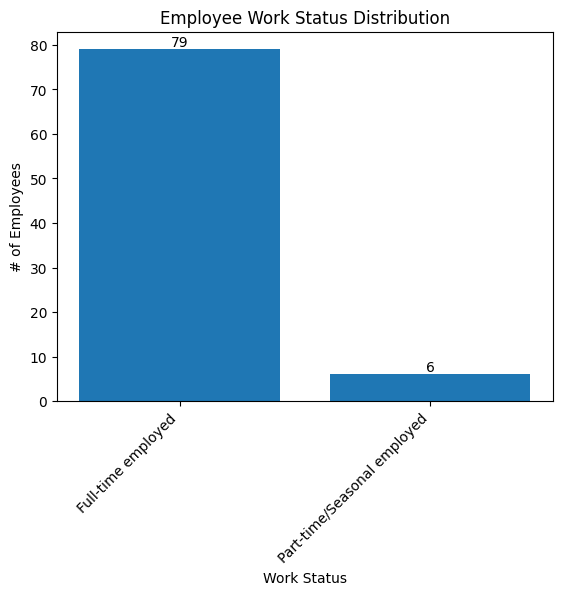 Employee Work Status Distribution
79
6
# of Employees
80
70
60
50
40
30
20
10
0
Full-time employed
Part-time/Seasonal employed
Work Status